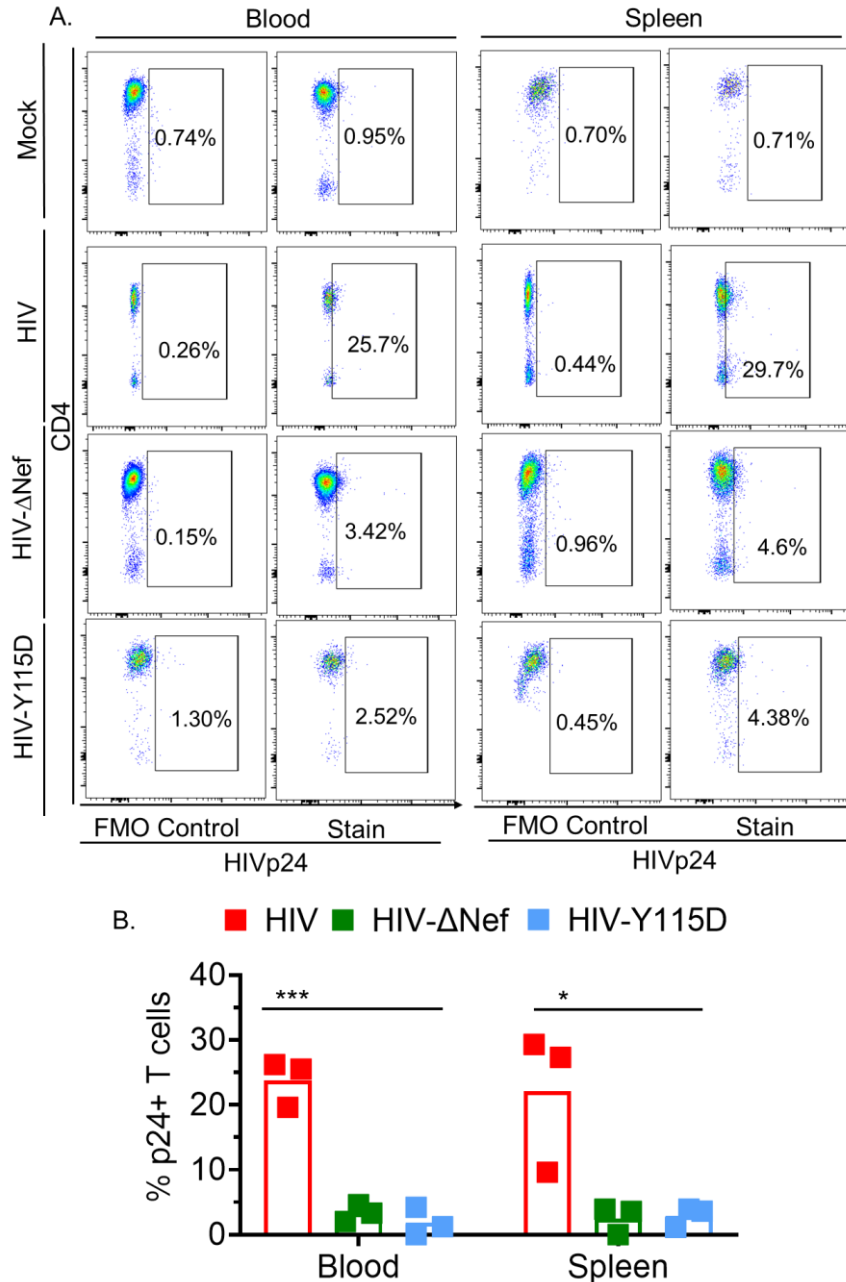 A.
Blood Spleen
Mock
0.74% 0.95% 0.70% 0.71%
HIV
0.26% 25.7% 0.44% 29.7%
CD4
HIV-ΔNef
0.15% 3.42% 0.96% 4.6%
HIV-Y115D
1.30% 2.52% 0.45% 4.38%
FMO Control Stain FMO Control Stain
HIVp24 HIVp24
B. HIV HIV-ΔNef HIV-Y115D
% p24+ T cells
40
30
20
10
0
*** *
Blood Spleen